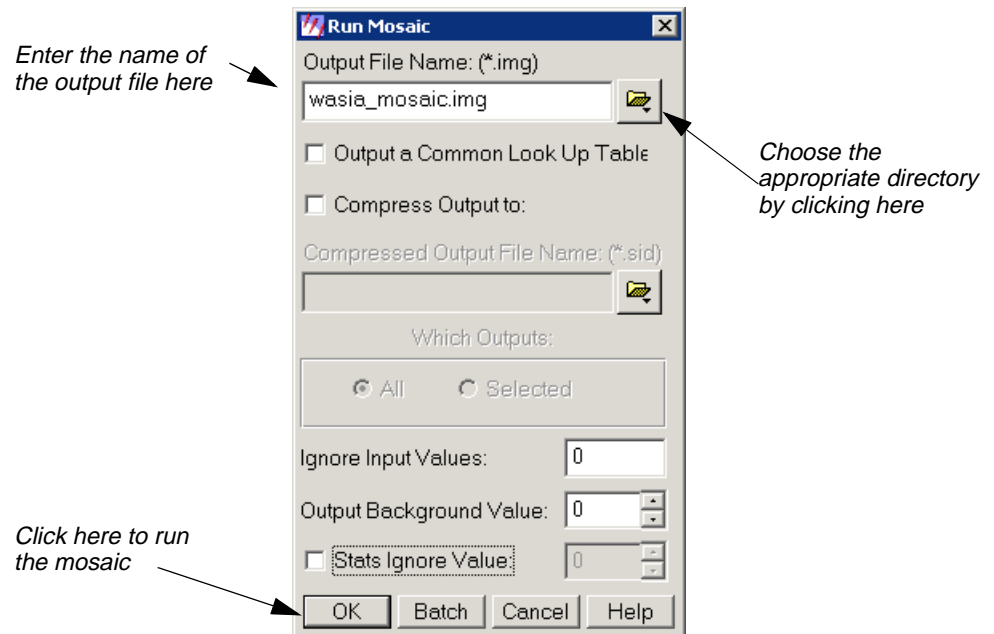 Run Mosaic
Enter the name of
the output file here
Output File Name: (*.img)
wasia_mosaic.img
Choose the
appropriate directory
by clicking here
Output a Common Look Up Table
Compress Output to:
Compressed Output File Name: (*.sid)
Which Outputs:
All Selected
Ignore Input Values: 0
Output Background Value: 0
Click here to run
the mosaic
Stats Ignore Value: 0
OK Batch Cancel Help